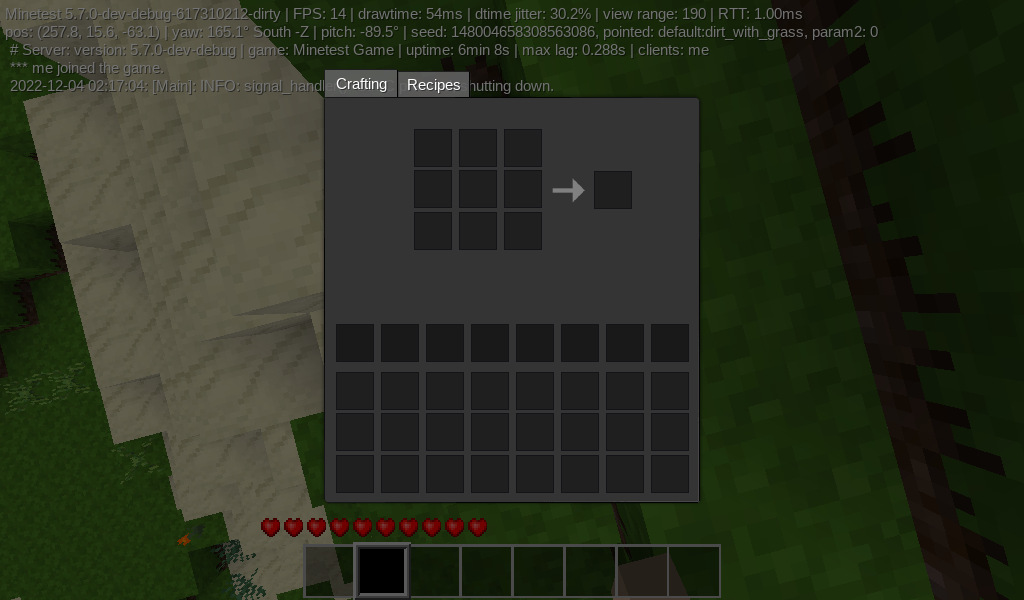 Minetest 5.7.0-dev-debug-617310212-dirty | FPS: 14 | drawtime: 54ms | dtime jitter: 30.2% | view range: 190 | RTT: 1.00ms
pos: (257.8, 15.6, -63.1) | yaw: 165.1° South -Z | pitch: -89.5° | seed: 148004658308563086, pointed: default:dirt_with_grass, param2: 0
# Server: version: 5.7.0-dev-debug | game: Minetest Game | uptime: 6min 8s | max lag: 0.288s | clients: me
*** me joined the game.
2022-12-04 02:17:04: [Main]: INFO: signal_handle hutting down.
Crafting Recipes